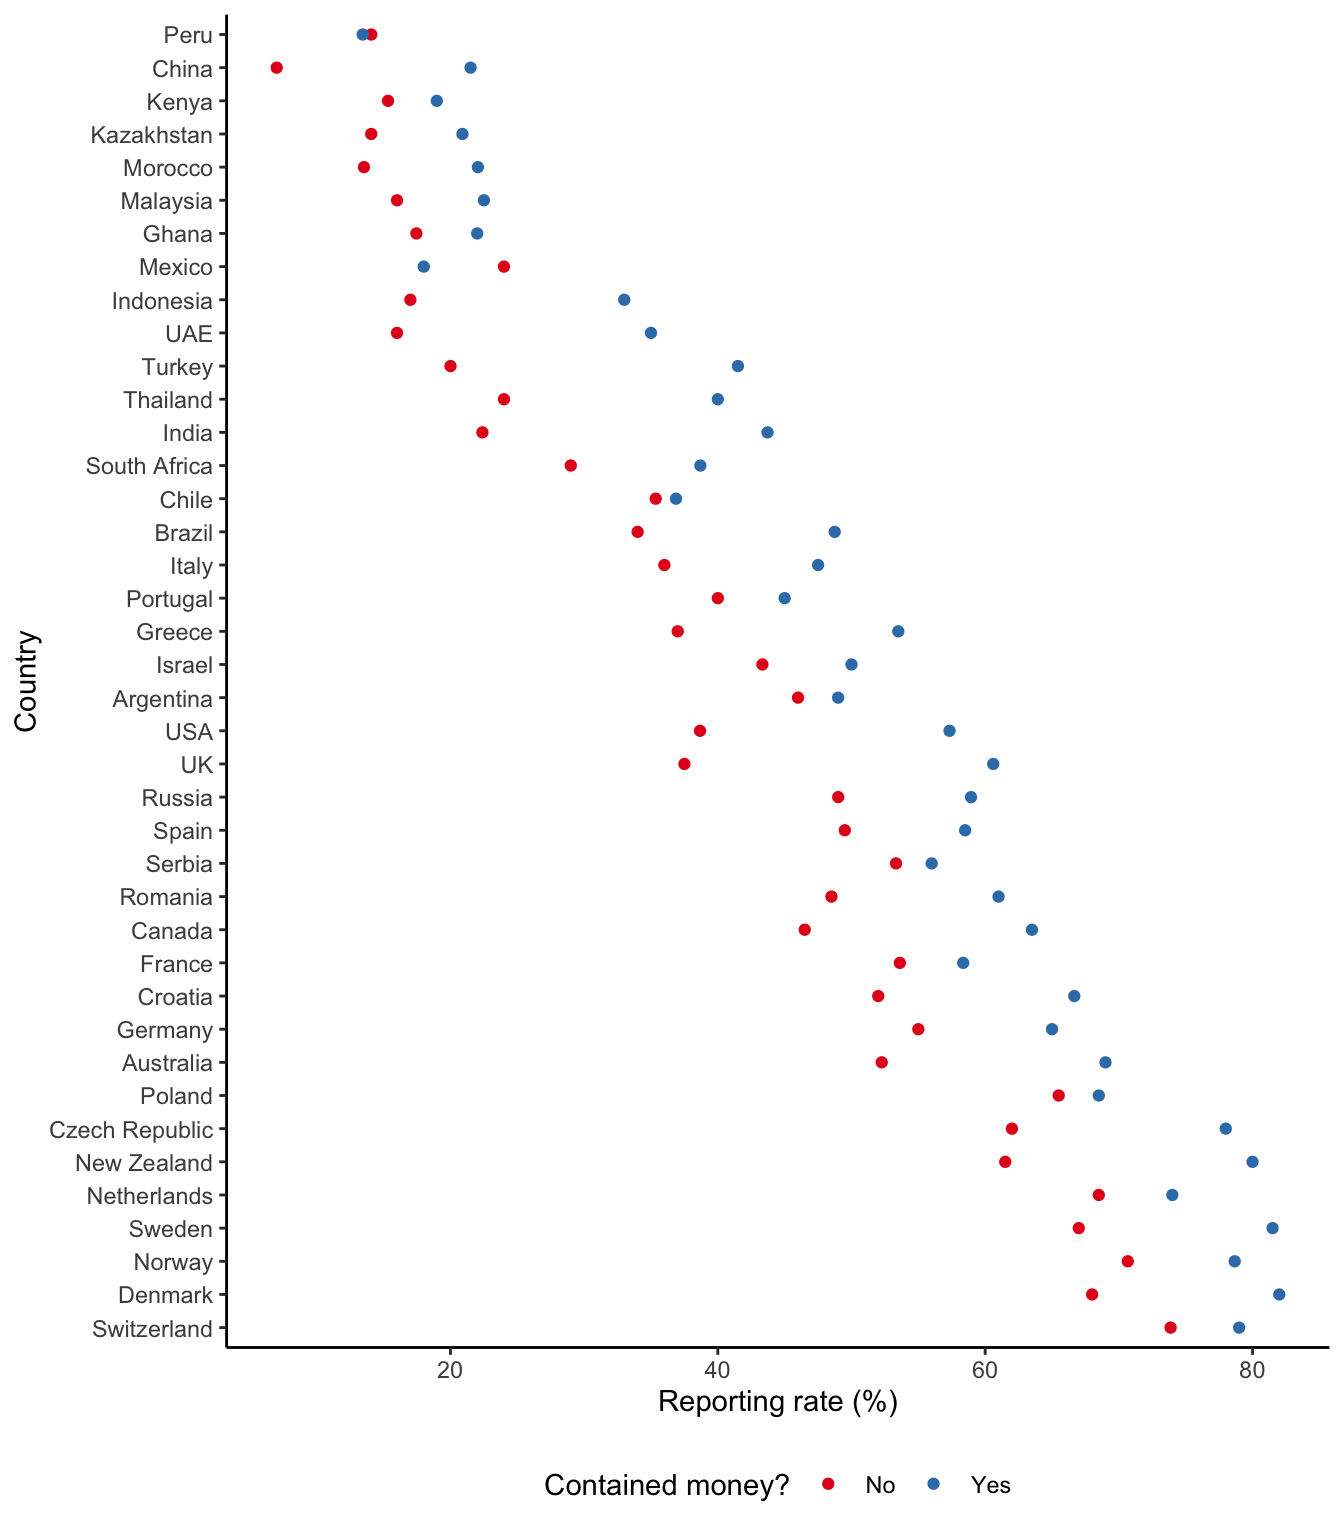 Peru
China
Kenya
Kazakhstan
Morocco
Malaysia
Ghana
Mexico
Indonesia
UAE
Turkey
Thailand
India
South Africa
Chile
Brazil
Italy
Portugal
Greece
Israel
Argentina
USA
UK
Russia
Spain
Serbia
Romania
Canada
France
Croatia
Germany
Australia
Poland
Czech Republic
New Zealand
Netherlands
Sweden
Norway
Denmark
Switzerland
Country
20 40 60 80
Reporting rate (%)
Contained money? No Yes